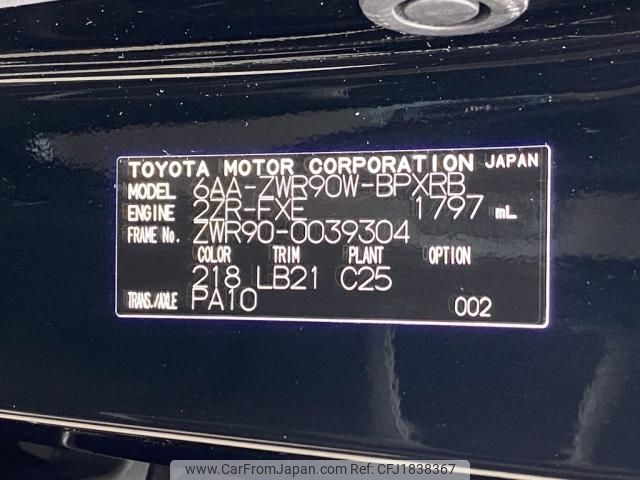 TOYOTA MOTOR CORPORATION JAPAN
MODEL 6AA-ZWR90W-BPXRB
ENGINE 2ZR-FXE 1797 mL
FRAME No. ZWR90-0039304
COLOR TRIM PLANT OPTION
218 LB21 C25
TRANS./AXLE PA10 002
www.CarFromJapan.com - Car Ref: CFJ1838367